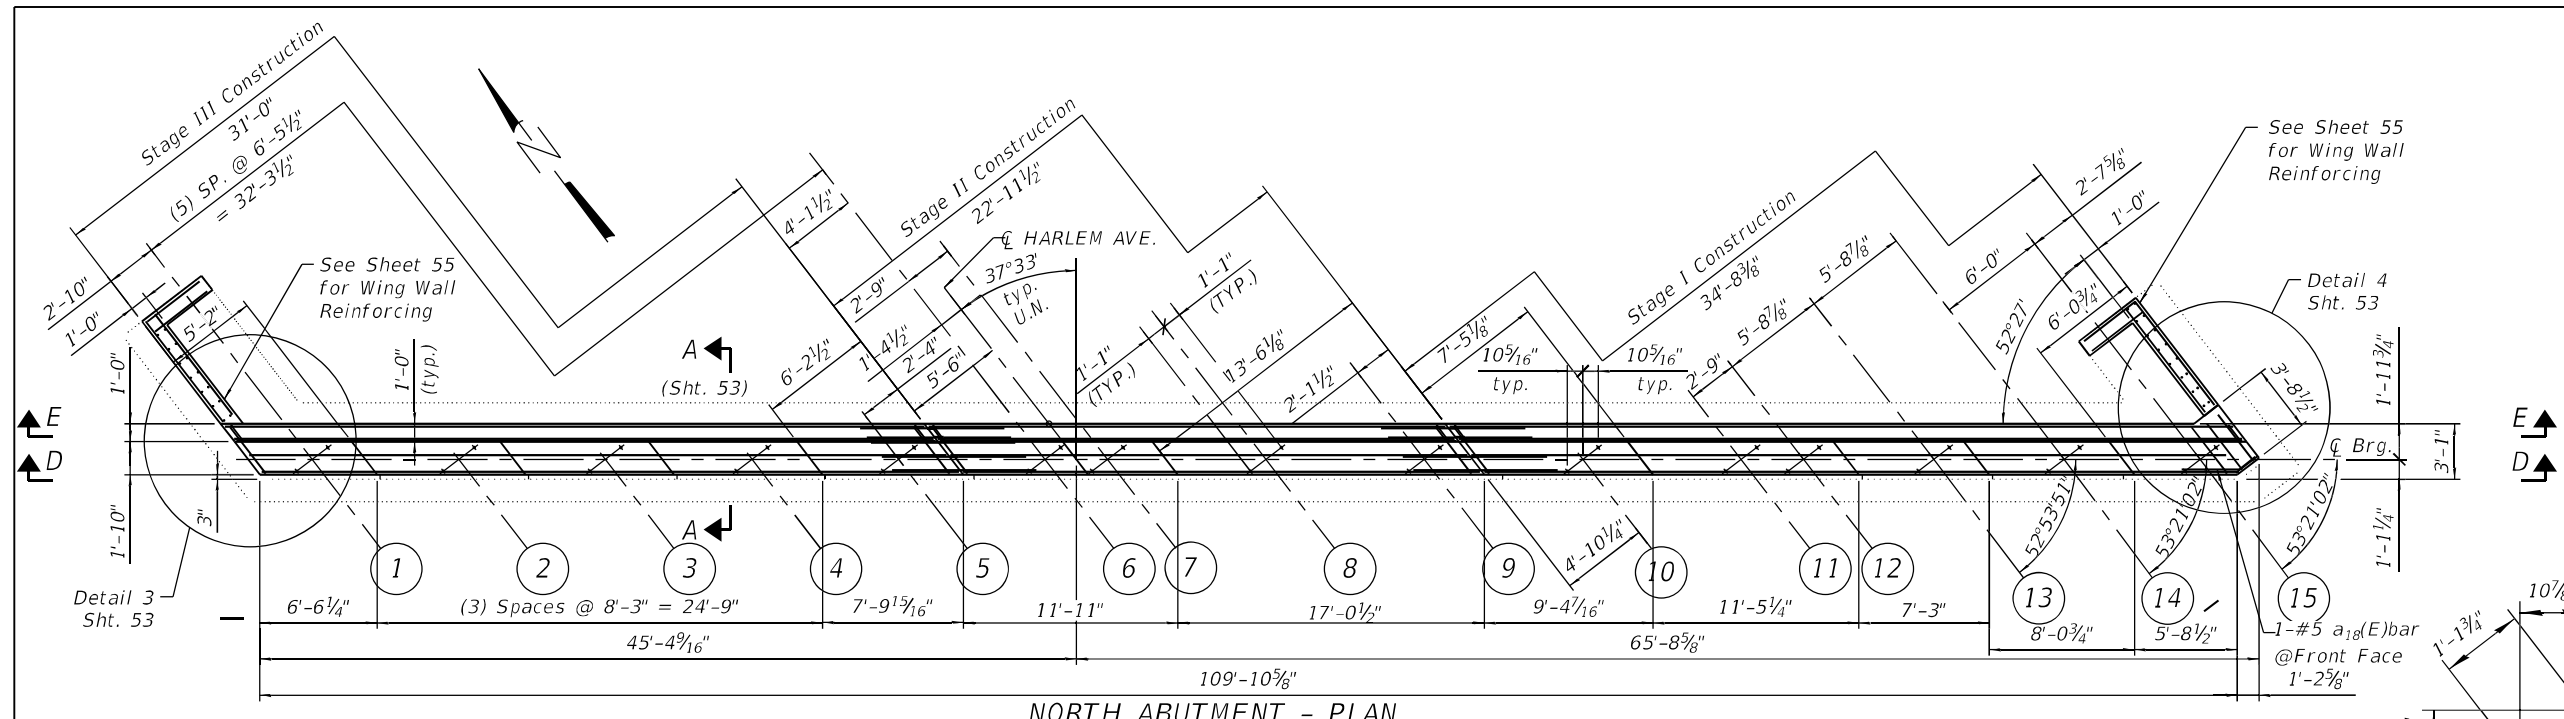 Stage III Construction
31'-0"
(5) SP. @ 6'-5½"
= 32'-3½"
2'-10"
1'-0"
5'-2"
See Sheet 55
for Wing Wall
Reinforcing
N
4'-1½"
Stage II Construction
22'-11½"
℄ HARLEM AVE.
37°33'
typ.
U.N.
2'-9"
1'-4½"
2'-4"
5'-6"
6'-2½"
1'-1"
(TYP.)
1'-1"
(TYP.)
13'-6⅛"
2'-1½"
7'-5⅛"
Stage I Construction
34'-8⅜"
10⁵⁄₁₆"
typ.
10⁵⁄₁₆"
typ.
2'-9"
5'-8⅞"
5'-8⅞"
6'-0"
2'-7⅝"
1'-0"
52°27'
6'-0¾"
See Sheet 55
for Wing Wall
Reinforcing
Detail 4
Sht. 53
3'-8½"
1'-11¾"
3'-1"
1'-1¼"
℄ Brg.
E
D
1'-0"
1'-0"
(typ.)
A
(Sht. 53)
A
E
D
1'-10"
3"
Detail 3
Sht. 53
4'-10¼"
52°53'51"
53°21'02"
53°21'02"
1
2
3
4
5
6
7
8
9
10
11
12
13
14
15
6'-6¼"
(3) Spaces @ 8'-3" = 24'-9"
7'-9¹⁵⁄₁₆"
11'-11"
17'-0½"
9'-4⁷⁄₁₆"
11'-5¼"
7'-3"
8'-0¾"
5'-8½"
1-#5 a₁₈(E)bar
@Front Face
45'-4⁹⁄₁₆"
65'-8⅝"
109'-10⅝"
1'-2⅝"
1'-1¾"
10⅞
NORTH ABUTMENT - PLAN